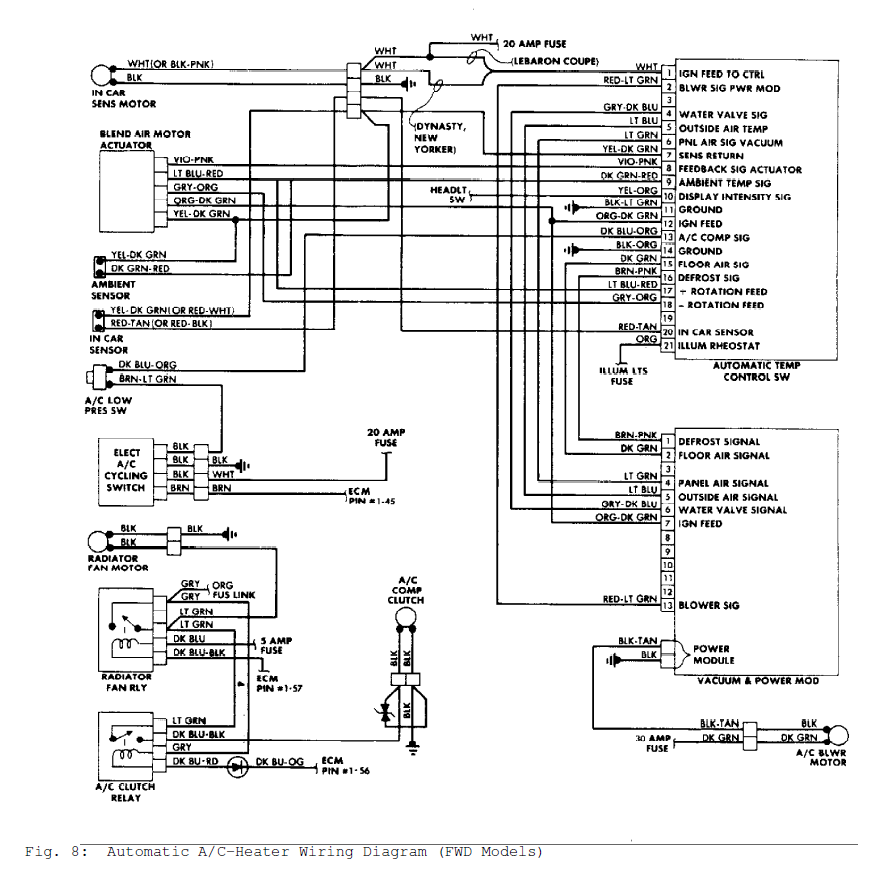 WHT
20 AMP FUSE
(LEBARON COUPE)
WHT
WHT
BLK
(DYNASTY,
NEW
YORKER)
WHT(OR BLK-PNK)
BLK
IN CAR
SENS MOTOR
BLEND AIR MOTOR
ACTUATOR
VIO-PNK
LT BLU-RED
GRY-ORG
ORG-DK GRN
YEL-DK GRN
YEL-DK GRN
DK GRN-RED
AMBIENT
SENSOR
YEL-DK GRN(OR RED-WHT)
RED-TAN(OR RED-BLK)
IN CAR
SENSOR
DK BLU-ORG
BRN-LT GRN
A/C LOW
PRES SW
HEADLT
SW
WHT 1 IGN FEED TO CTRL
RED-LT GRN 2 BLWR SIG PWR MOD
3
GRY-DK BLU 4 WATER VALVE SIG
LT BLU 5 OUTSIDE AIR TEMP
LT GRN 6 PNL AIR SIG VACUUM
YEL-DK GRN 7 SENS RETURN
VIO-PNK 8 FEEDBACK SIG ACTUATOR
DK GRN-RED 9 AMBIENT TEMP SIG
YEL-ORG 10 DISPLAY INTENSITY SIG
BLK-LT GRN 11 GROUND
ORG-DK GRN 12 IGN FEED
DK BLU-ORG 13 A/C COMP SIG
BLK-ORG 14 GROUND
DK GRN 15 FLOOR AIR SIG
BRN-PNK 16 DEFROST SIG
LT BLU-RED 17 + ROTATION FEED
GRY-ORG 18 - ROTATION FEED
19
RED-TAN 20 IN CAR SENSOR
ORG 21 ILLUM RHEOSTAT
ILLUM LTS
FUSE
AUTOMATIC TEMP
CONTROL SW
ELECT
A/C
CYCLING
SWITCH
BLK
BLK BLK
BLK WHT
BRN BRN
20 AMP
FUSE
ECM
PIN #1-45
BLK BLK
BLK
RADIATOR
FAN MOTOR
GRY ORG
FUS LINK
GRY
LT GRN
LT GRN
DK BLU
5 AMP
FUSE
DK BLU-BLK
ECM
PIN #1-57
RADIATOR
FAN RLY
LT GRN
DK BLU-BLK
GRY
DK BU-RD DK BU-OG
ECM
PIN #1-56
A/C CLUTCH
RELAY
A/C
COMP
CLUTCH
BLK
BLK
BLK
BRN-PNK 1 DEFROST SIGNAL
DK GRN 2 FLOOR AIR SIGNAL
3
LT GRN 4 PANEL AIR SIGNAL
LT BLU 5 OUTSIDE AIR SIGNAL
GRY-DK BLU 6 WATER VALVE SIGNAL
ORG-DK GRN 7 IGN FEED
8
9
10
11
12
RED-LT GRN 13 BLOWER SIG
BLK-TAN
BLK
POWER
MODULE
VACUUM & POWER MOD
BLK-TAN BLK
30 AMP
FUSE
DK GRN DK GRN
A/C BLWR
MOTOR
Fig. 8: Automatic A/C-Heater Wiring Diagram (FWD Models)